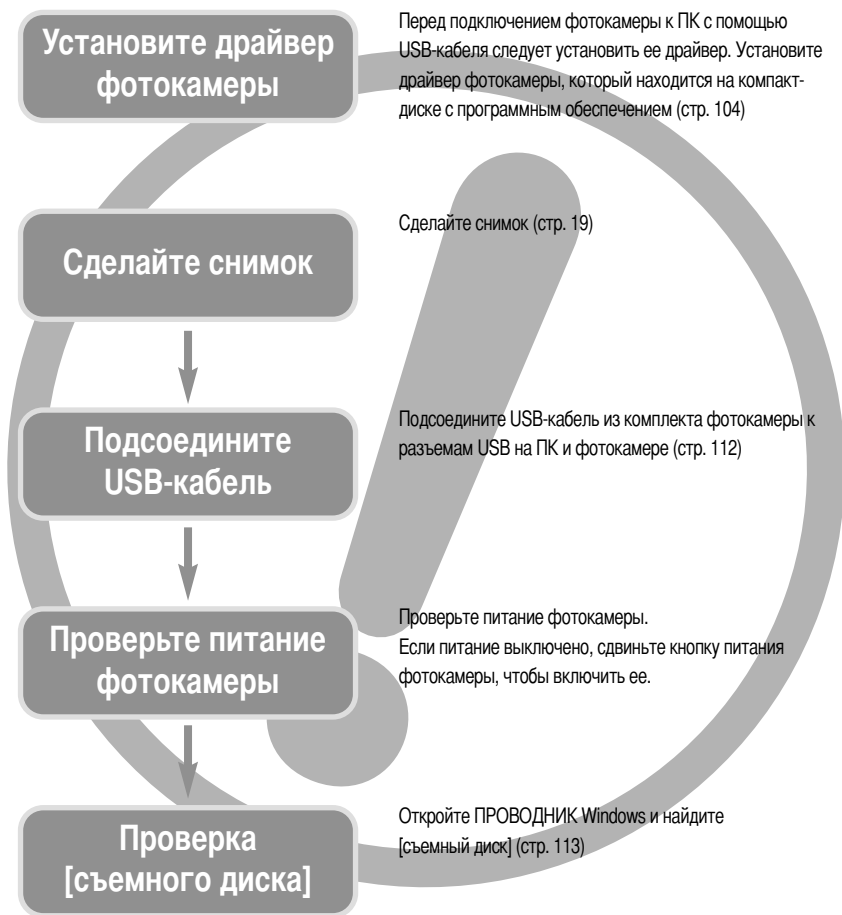 Установите драйвер
фотокамеры
Перед подключением фотокамеры к ПК с помощью
USB-кабеля следует установить ее драйвер. Установите
драйвер фотокамеры, который находится на компакт-
диске с программным обеспечением (стр. 104)
Сделайте снимок
Сделайте снимок (стр. 19)
Подсоедините
USB-кабель
Подсоедините USB-кабель из комплекта фотокамеры к
разъемам USB на ПК и фотокамере (стр. 112)
Проверьте питание
фотокамеры
Проверьте питание фотокамеры.
Если питание выключено, сдвиньте кнопку питания
фотокамеры, чтобы включить ее.
Проверка
[съемного диска]
Откройте ПРОВОДНИК Windows и найдите
[съемный диск] (стр. 113)